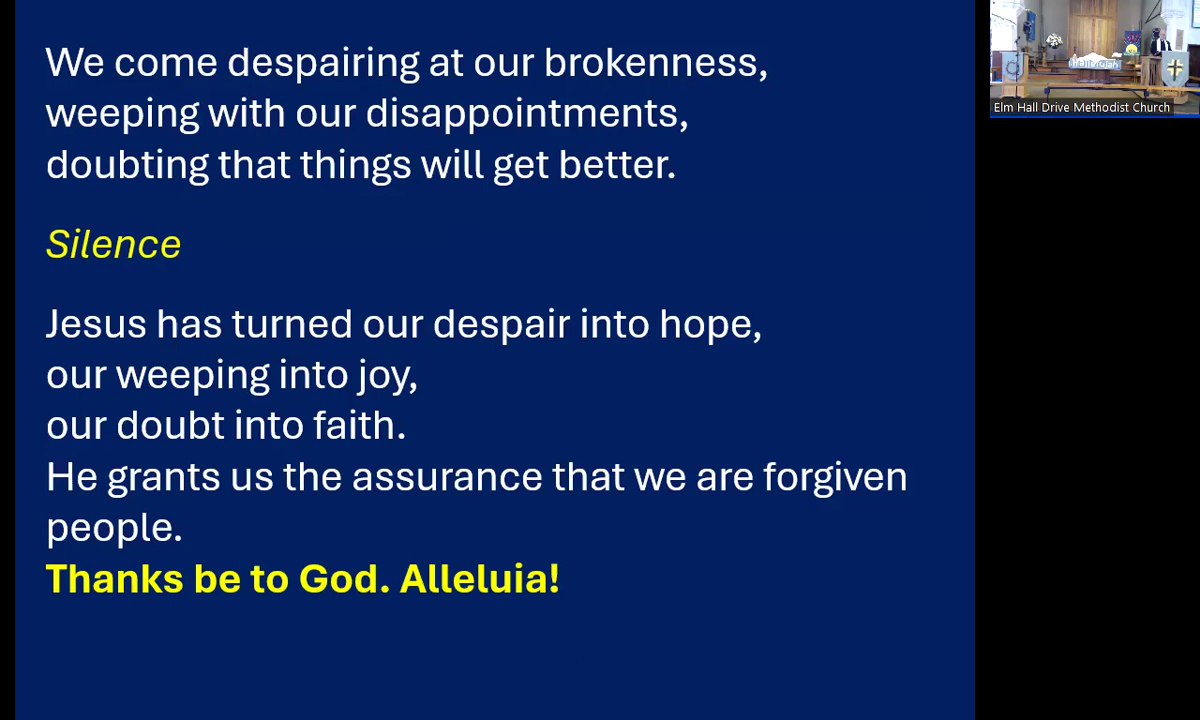 We come despairing at our brokenness,
weeping with our disappointments,
doubting that things will get better.
Silence
Jesus has turned our despair into hope,
our weeping into joy,
our doubt into faith.
He grants us the assurance that we are forgiven
people.
Thanks be to God. Alleluia!
Elm Hall Drive Methodist Church